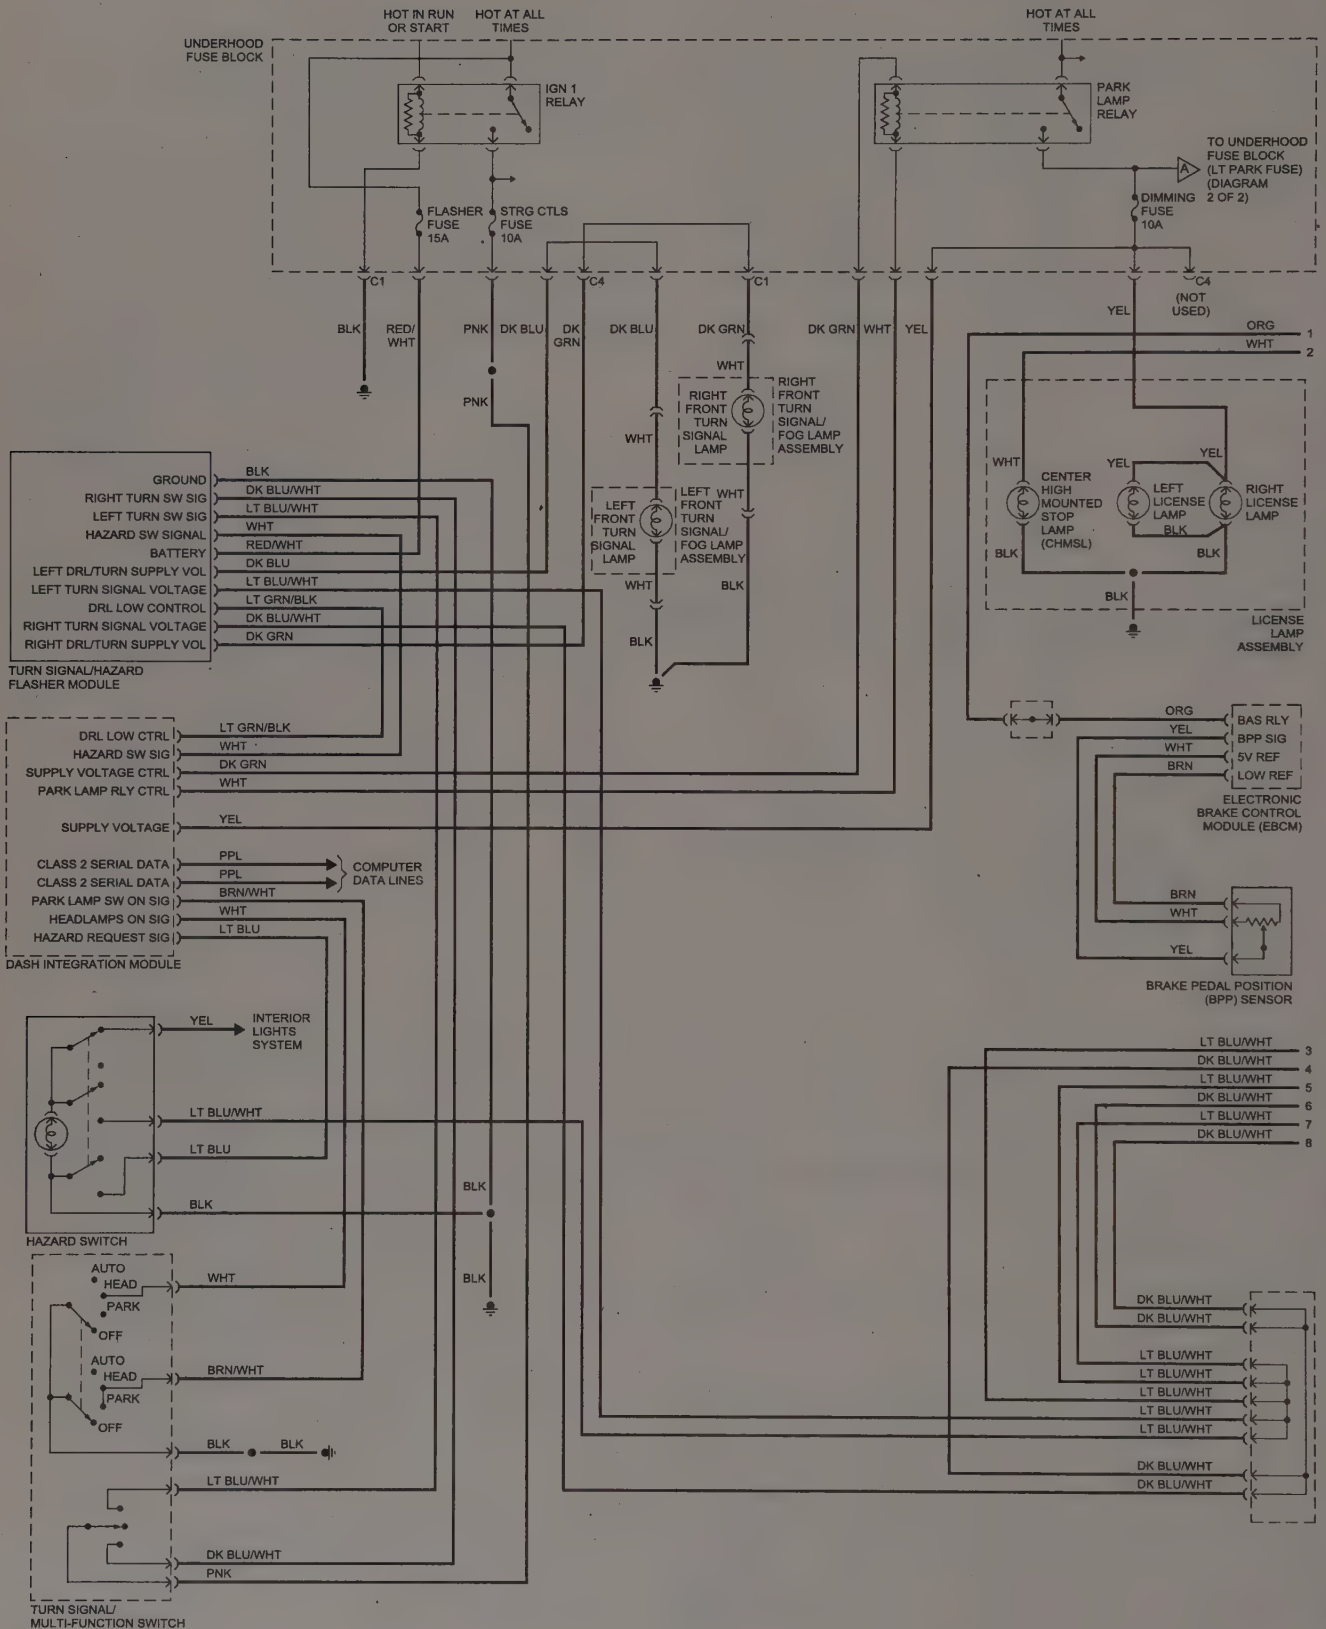 HOT IN RUN
OR START
HOT AT ALL
TIMES
HOT AT ALL
TIMES
UNDERHOOD
FUSE BLOCK
IGN 1
RELAY
PARK
LAMP
RELAY
TO UNDERHOOD
FUSE BLOCK
(LT PARK FUSE)
(DIAGRAM
2 OF 2)
A
FLASHER
FUSE
15A
STRG CTLS
FUSE
10A
DIMMING
FUSE
10A
C1
C4
C1
C4
(NOT
USED)
BLK
RED/
WHT
PNK
DK BLU
DK
GRN
DK BLU
DK GRN
DK GRN
WHT
YEL
YEL
ORG
1
WHT
2
PNK
WHT
RIGHT
FRONT
TURN
SIGNAL
LAMP
RIGHT
FRONT
TURN
SIGNAL/
FOG LAMP
ASSEMBLY
WHT
LEFT
FRONT
TURN
SIGNAL
LAMP
LEFT
FRONT
TURN
SIGNAL/
FOG LAMP
ASSEMBLY
WHT
WHT
BLK
BLK
WHT
CENTER
HIGH
MOUNTED
STOP
LAMP
(CHMSL)
YEL
YEL
LEFT
LICENSE
LAMP
RIGHT
LICENSE
LAMP
BLK
BLK
BLK
BLK
LICENSE
LAMP
ASSEMBLY
GROUND
BLK
RIGHT TURN SW SIG
DK BLU/WHT
LEFT TURN SW SIG
LT BLU/WHT
HAZARD SW SIGNAL
WHT
BATTERY
RED/WHT
LEFT DRL/TURN SUPPLY VOL
DK BLU
LEFT TURN SIGNAL VOLTAGE
LT BLU/WHT
DRL LOW CONTROL
LT GRN/BLK
RIGHT TURN SIGNAL VOLTAGE
DK BLU/WHT
RIGHT DRL/TURN SUPPLY VOL
DK GRN
TURN SIGNAL/HAZARD
FLASHER MODULE
DRL LOW CTRL
LT GRN/BLK
HAZARD SW SIG
WHT
SUPPLY VOLTAGE CTRL
DK GRN
PARK LAMP RLY CTRL
WHT
SUPPLY VOLTAGE
YEL
CLASS 2 SERIAL DATA
PPL
CLASS 2 SERIAL DATA
PPL
COMPUTER
DATA LINES
PARK LAMP SW ON SIG
BRN/WHT
HEADLAMPS ON SIG
WHT
HAZARD REQUEST SIG
LT BLU
DASH INTEGRATION MODULE
ORG
BAS RLY
YEL
BPP SIG
WHT
5V REF
BRN
LOW REF
ELECTRONIC
BRAKE CONTROL
MODULE (EBCM)
BRN
WHT
YEL
BRAKE PEDAL POSITION
(BPP) SENSOR
YEL
INTERIOR
LIGHTS
SYSTEM
LT BLU/WHT
LT BLU
BLK
BLK
HAZARD SWITCH
LT BLU/WHT
3
DK BLU/WHT
4
LT BLU/WHT
5
DK BLU/WHT
6
LT BLU/WHT
7
DK BLU/WHT
8
AUTO
HEAD
PARK
OFF
WHT
BLK
AUTO
HEAD
PARK
OFF
BRN/WHT
BLK
BLK
LT BLU/WHT
DK BLU/WHT
PNK
TURN SIGNAL/
MULTI-FUNCTION SWITCH
DK BLU/WHT
DK BLU/WHT
LT BLU/WHT
LT BLU/WHT
LT BLU/WHT
LT BLU/WHT
LT BLU/WHT
DK BLU/WHT
DK BLU/WHT